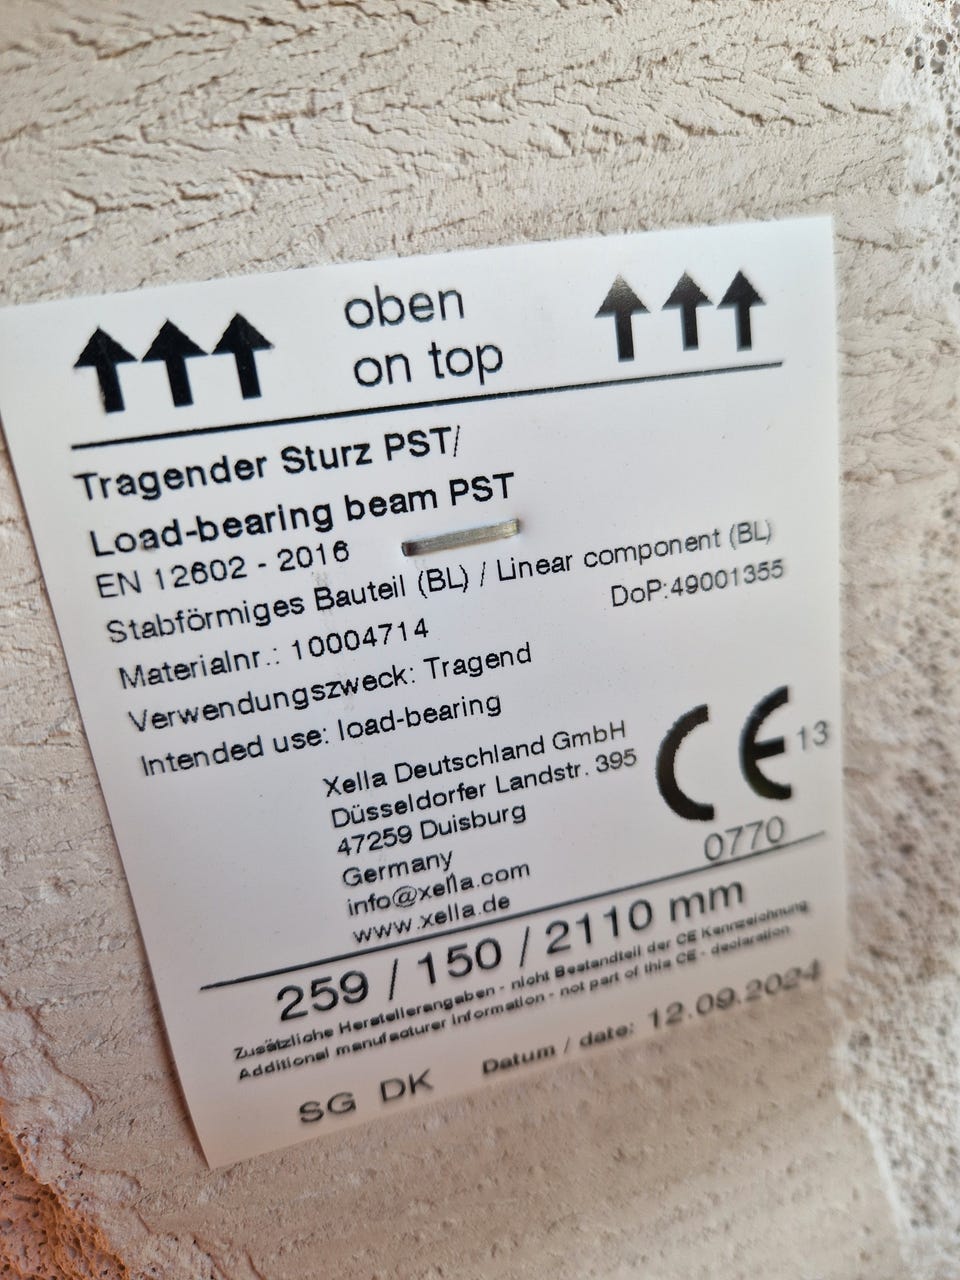 oben
on top
Tragender Sturz PST/
Load-bearing beam PST
EN 12602 - 2016
Stabförmiges Bauteil (BL) / Linear component (BL)
Materialnr.: 10004714 DoP:49001355
Verwendungszweck: Tragend
Intended use: load-bearing
Xella Deutschland GmbH
Düsseldorfer Landstr. 395
47259 Duisburg
Germany
info@xella.com
www.xella.de
CE 13
0770
259 / 150 / 2110 mm
Zusätzliche Herstellerangaben - nicht Bestandteil der CE Kennzeichnung
Additional manufacturer information - not part of this CE - declaration
SG DK Datum / date: 12.09.2024